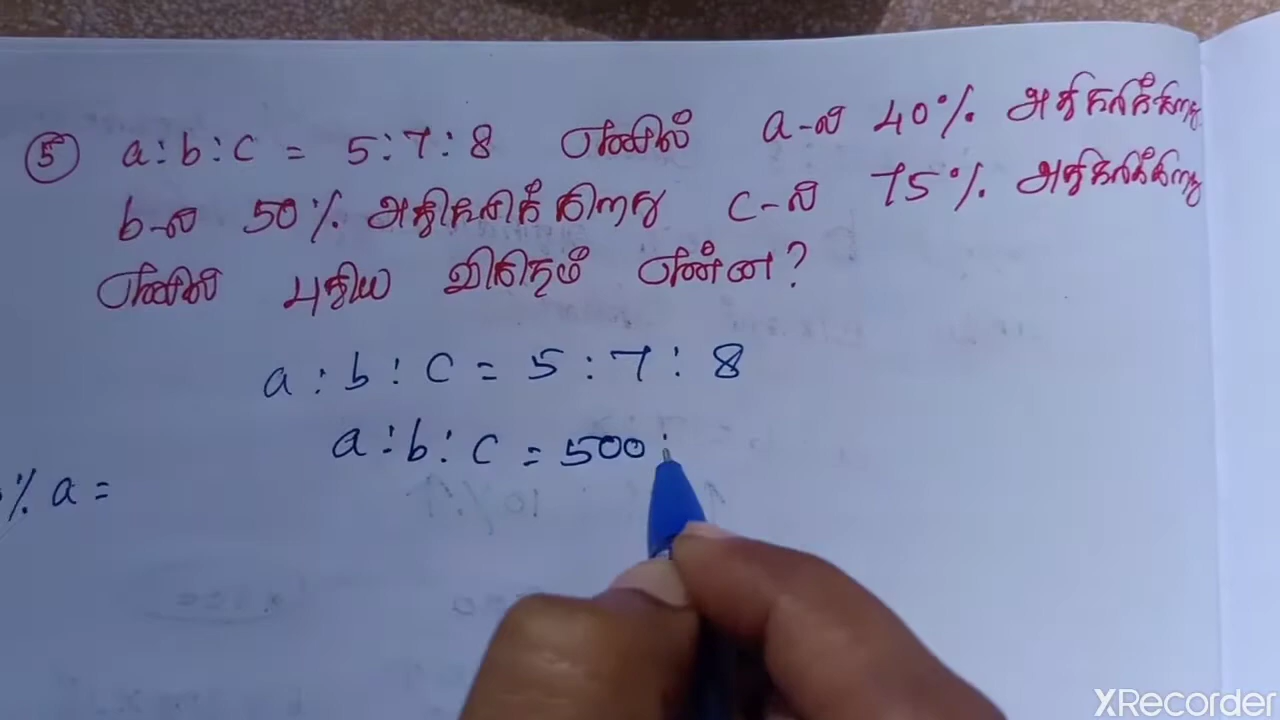 ⑤ a:b:c = 5:7:8 எனில் a-ல் 40% அதிகரிக்கிறது
b-ல் 50% அதிகரிக்கிறது c-ல் 75% அதிகரிக்கிறது
எனில் புதிய விகிதம் என்ன?
a : b : c = 5 : 7 : 8
a : b : c = 500 :
% a =
XRecorder